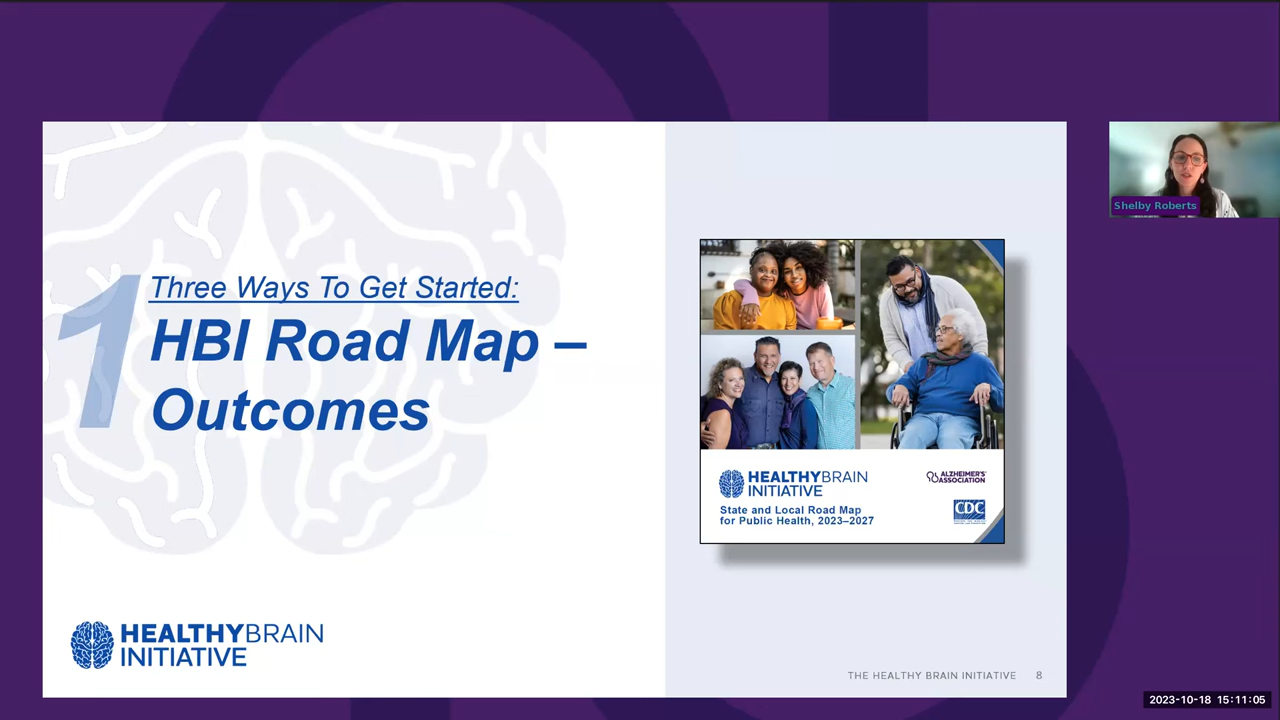 1
Three Ways To Get Started:
HBI Road Map –
Outcomes
HEALTHYBRAIN
INITIATIVE
State and Local Road Map
for Public Health, 2023–2027
ALZHEIMER'S
ASSOCIATION
CDC
HEALTHYBRAIN
INITIATIVE
THE HEALTHY BRAIN INITIATIVE 8
Shelby Roberts
2023-10-18 15:11:05